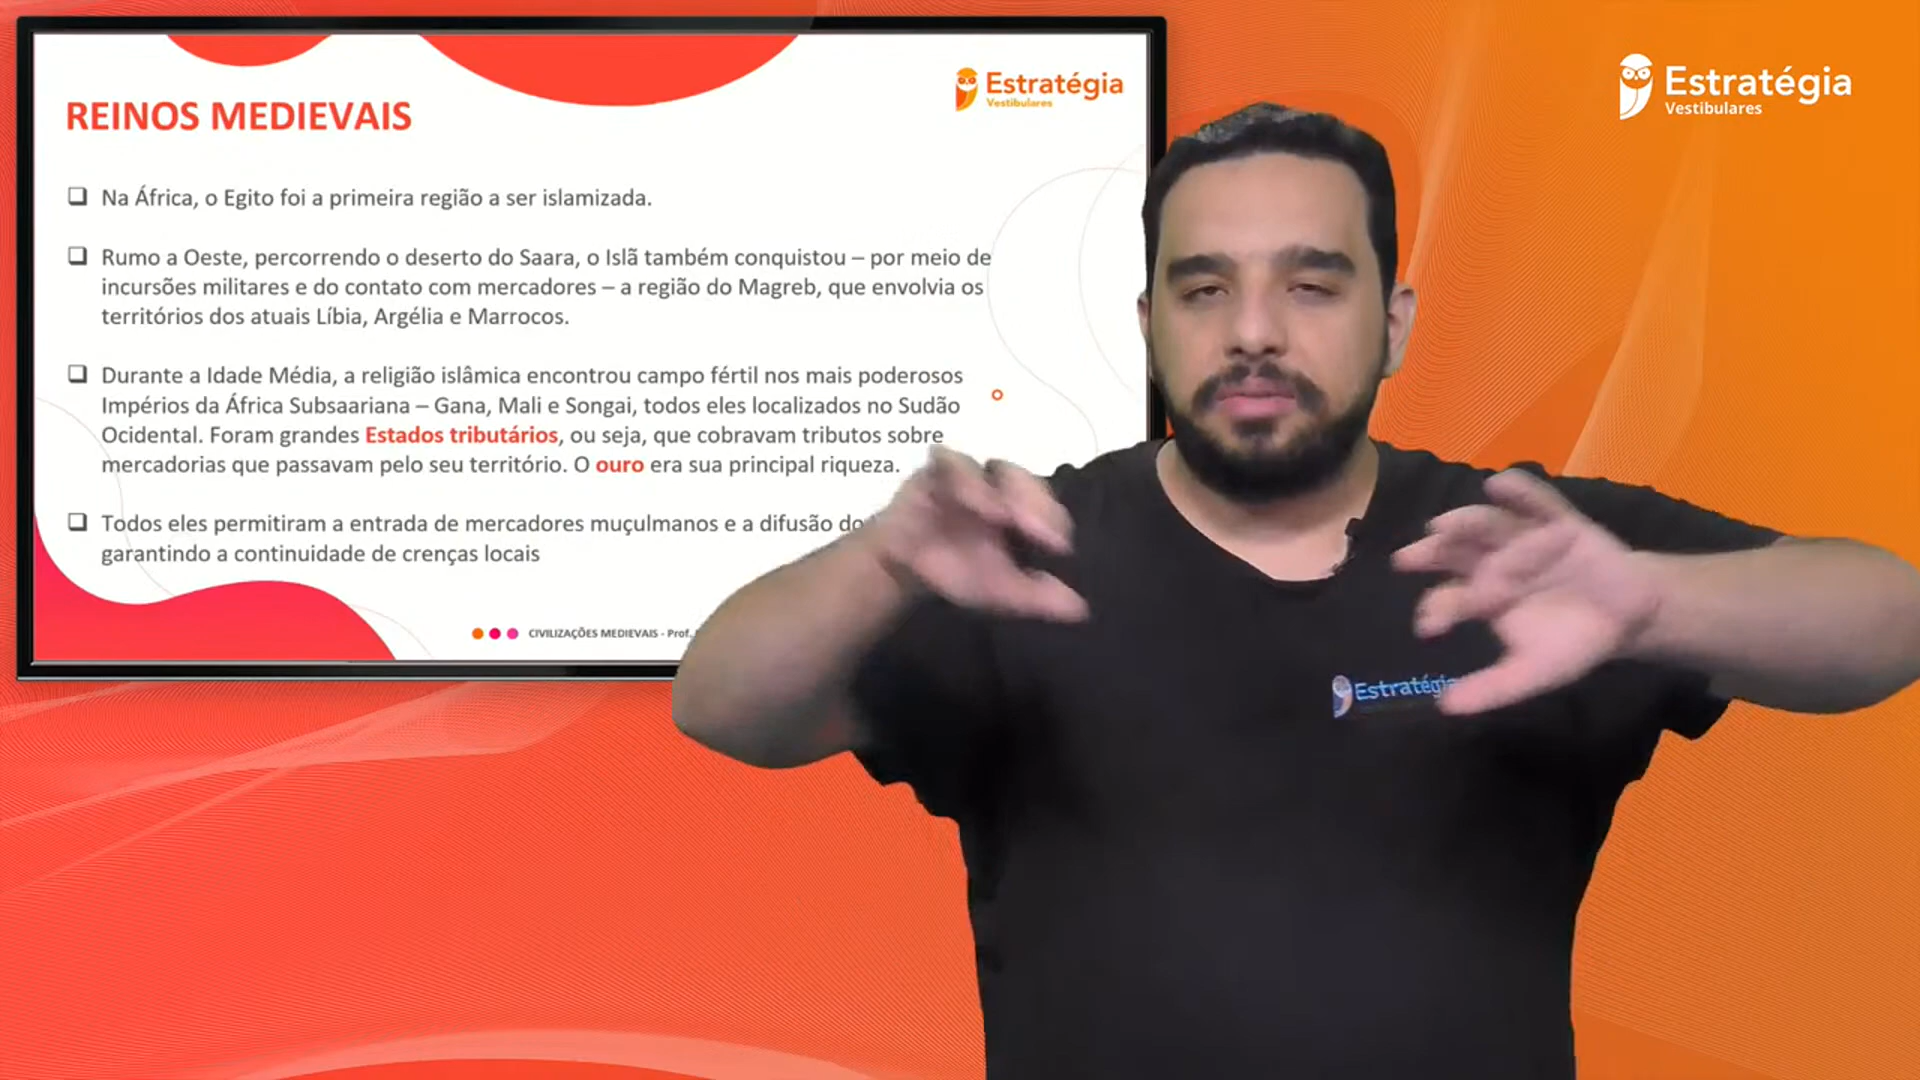 REINOS MEDIEVAIS
Estratégia
Vestibulares
Na África, o Egito foi a primeira região a ser islamizada.
Rumo a Oeste, percorrendo o deserto do Saara, o Islã também conquistou – por meio de
incursões militares e do contato com mercadores – a região do Magreb, que envolvia os
territórios dos atuais Líbia, Argélia e Marrocos.
Durante a Idade Média, a religião islâmica encontrou campo fértil nos mais poderosos
Impérios da África Subsaariana – Gana, Mali e Songai, todos eles localizados no Sudão
Ocidental. Foram grandes Estados tributários, ou seja, que cobravam tributos sobre
mercadorias que passavam pelo seu território. O ouro era sua principal riqueza.
Todos eles permitiram a entrada de mercadores muçulmanos e a difusão do
garantindo a continuidade de crenças locais
CIVILIZAÇÕES MEDIEVAIS - Prof.
Estratégia
Vestibulares
Estratégia